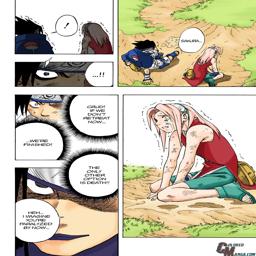 !
SAKURA...
...!!
CRUD! IF
WE DON'T
RETREAT
NOW...
...WE'RE
FINISHED!
THE
ONLY
OTHER
OPTION
IS DEATH!!
HEH...
I IMAGINE
YOU'RE
PARALYZED
BY NOW...
COLORED
MANGA.COM